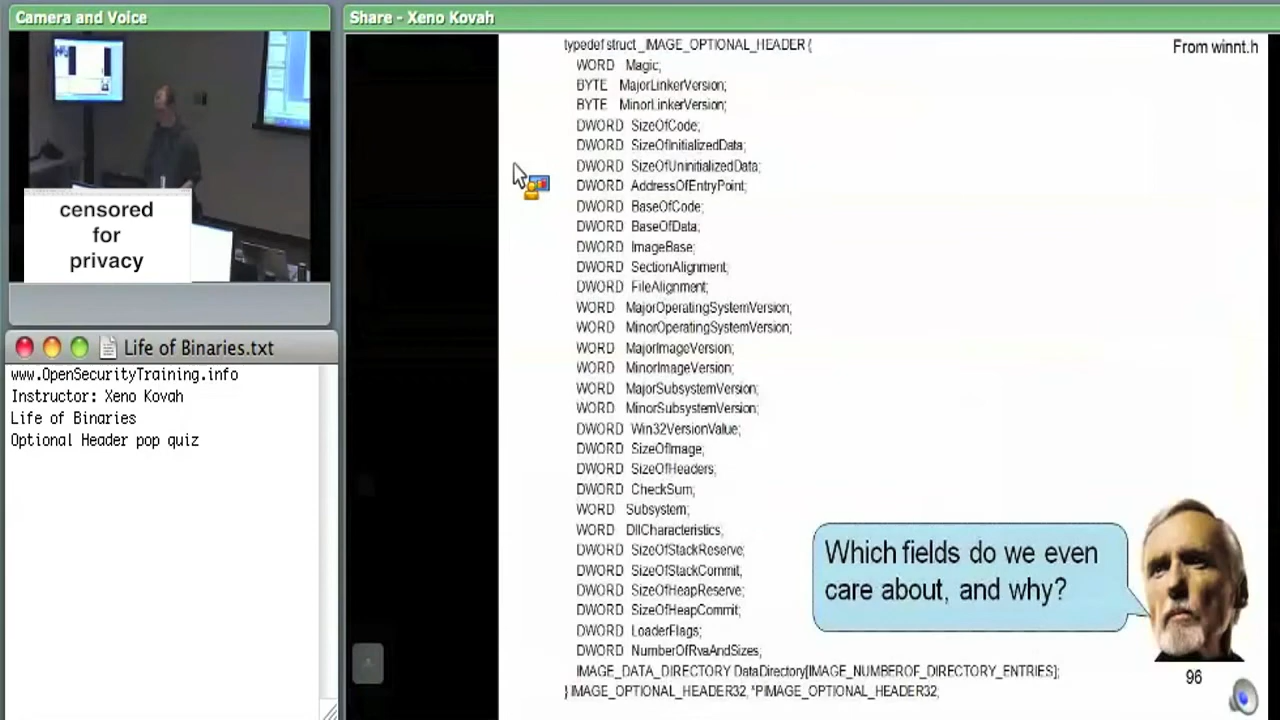 Camera and Voice
censored
for
privacy
Life of Binaries.txt
www.OpenSecurityTraining.info
Instructor: Xeno Kovah
Life of Binaries
Optional Header pop quiz
Share - Xeno Kovah
From winnt.h
typedef struct _IMAGE_OPTIONAL_HEADER {
WORD Magic;
BYTE MajorLinkerVersion;
BYTE MinorLinkerVersion;
DWORD SizeOfCode;
DWORD SizeOfInitializedData;
DWORD SizeOfUninitializedData;
DWORD AddressOfEntryPoint;
DWORD BaseOfCode;
DWORD BaseOfData;
DWORD ImageBase;
DWORD SectionAlignment;
DWORD FileAlignment;
WORD MajorOperatingSystemVersion;
WORD MinorOperatingSystemVersion;
WORD MajorImageVersion;
WORD MinorImageVersion;
WORD MajorSubsystemVersion;
WORD MinorSubsystemVersion;
DWORD Win32VersionValue;
DWORD SizeOfImage;
DWORD SizeOfHeaders;
DWORD CheckSum;
WORD Subsystem;
WORD DllCharacteristics;
DWORD SizeOfStackReserve;
DWORD SizeOfStackCommit;
DWORD SizeOfHeapReserve;
DWORD SizeOfHeapCommit;
DWORD LoaderFlags;
DWORD NumberOfRvaAndSizes;
IMAGE_DATA_DIRECTORY DataDirectory[IMAGE_NUMBEROF_DIRECTORY_ENTRIES];
} IMAGE_OPTIONAL_HEADER32, *PIMAGE_OPTIONAL_HEADER32;
Which fields do we even
care about, and why?
96